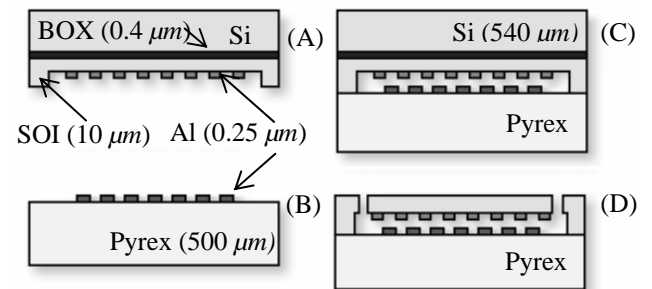 BOX (0.4 μm) Si (A)
SOI (10 μm) Al (0.25 μm)
(B)
Pyrex (500 μm)
Si (540 μm) (C)
Pyrex
(D)
Pyrex